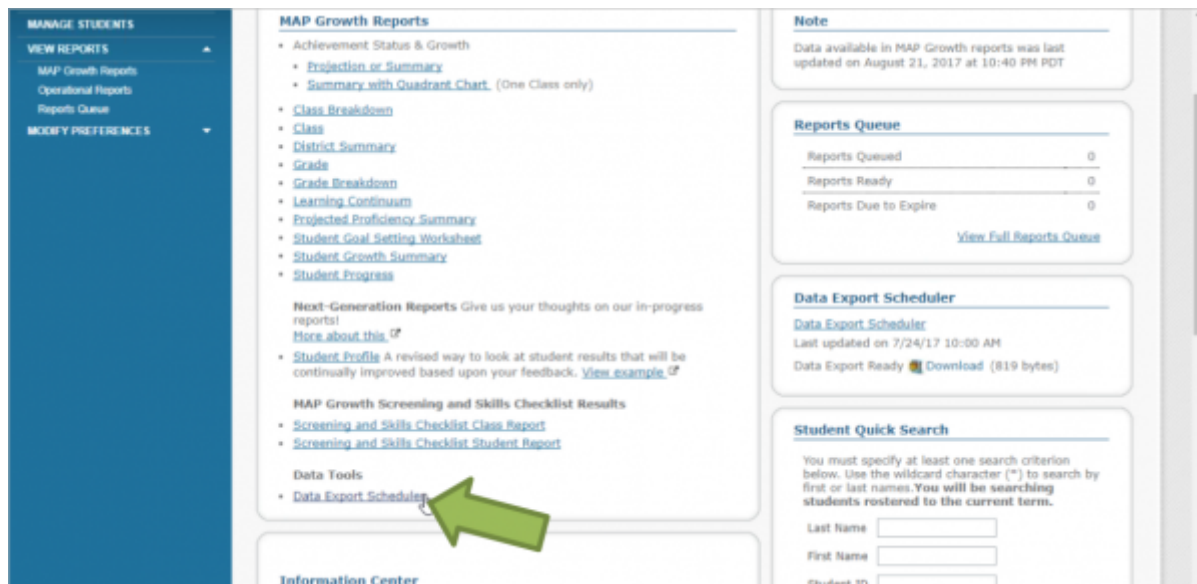 MANAGE STUDENTS
VIEW REPORTS
MAP Growth Reports
Operational Reports
Reports Queue
MODIFY PREFERENCES
MAP Growth Reports
Achievement Status & Growth
Projection or Summary
Summary with Quadrant Chart (One Class only)
Class Breakdown
Class
District Summary
Grade
Grade Breakdown
Learning Continuum
Projected Proficiency Summary
Student Goal Setting Worksheet
Student Growth Summary
Student Progress
Next-Generation Reports Give us your thoughts on our in-progress
reports!
More about this
Student Profile A revised way to look at student results that will be
continually improved based upon your feedback. View example
MAP Growth Screening and Skills Checklist Results
Screening and Skills Checklist Class Report
Screening and Skills Checklist Student Report
Data Tools
Data Export Scheduler
Information Center
Note
Data available in MAP Growth reports was last
updated on August 21, 2017 at 10:40 PM PDT
Reports Queue
Reports Queued 0
Reports Ready 0
Reports Due to Expire 0
View Full Reports Queue
Data Export Scheduler
Data Export Scheduler
Last updated on 7/24/17 10:00 AM
Data Export Ready Download (819 bytes)
Student Quick Search
You must specify at least one search criterion
below. Use the wildcard character (*) to search by
first or last names.You will be searching
students rostered to the current term.
Last Name
First Name
Student ID